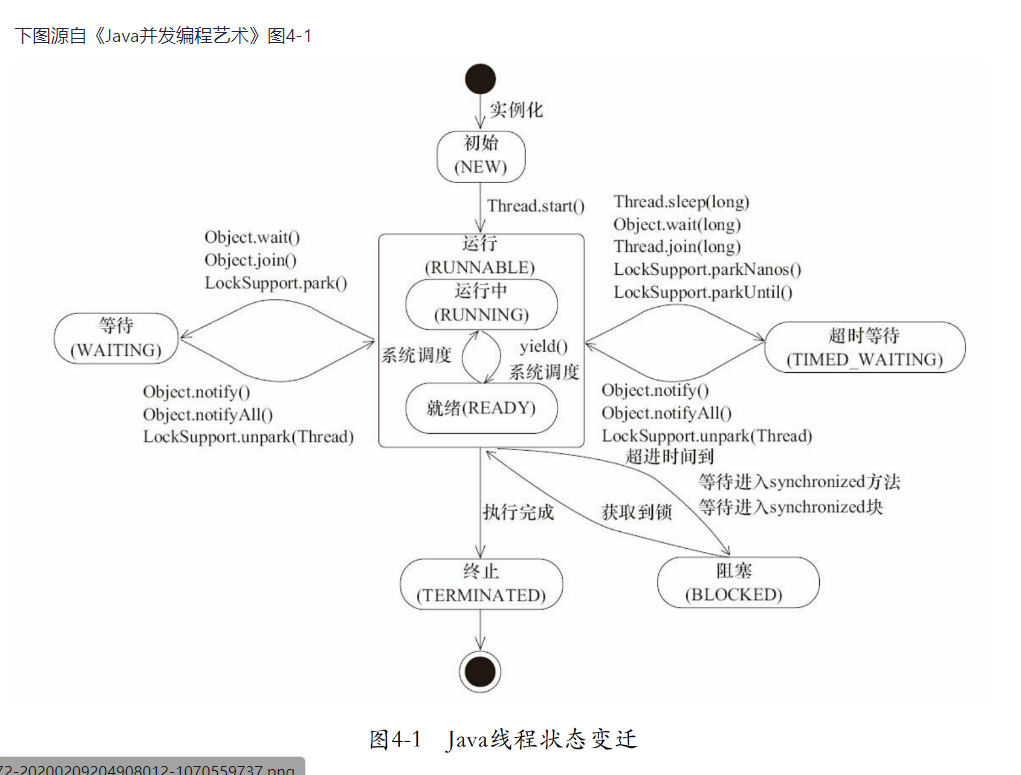 下图源自《Java并发编程艺术》图4-1
实例化
初始
(NEW)
Thread.start()
Object.wait()
Object.join()
LockSupport.park()
Thread.sleep(long)
Object.wait(long)
Thread.join(long)
LockSupport.parkNanos()
LockSupport.parkUntil()
运行
(RUNNABLE)
运行中
(RUNNING)
等待
(WAITING)
系统调度
yield()
系统调度
超时等待
(TIMED_WAITING)
就绪(READY)
Object.notify()
Object.notifyAll()
LockSupport.unpark(Thread)
Object.notify()
Object.notifyAll()
LockSupport.unpark(Thread)
超进时间到
等待进入synchronized方法
等待进入synchronized块
执行完成
获取到锁
终止
(TERMINATED)
阻塞
(BLOCKED)
图4-1 Java线程状态变迁
72-20200209204908012-1070559737.png